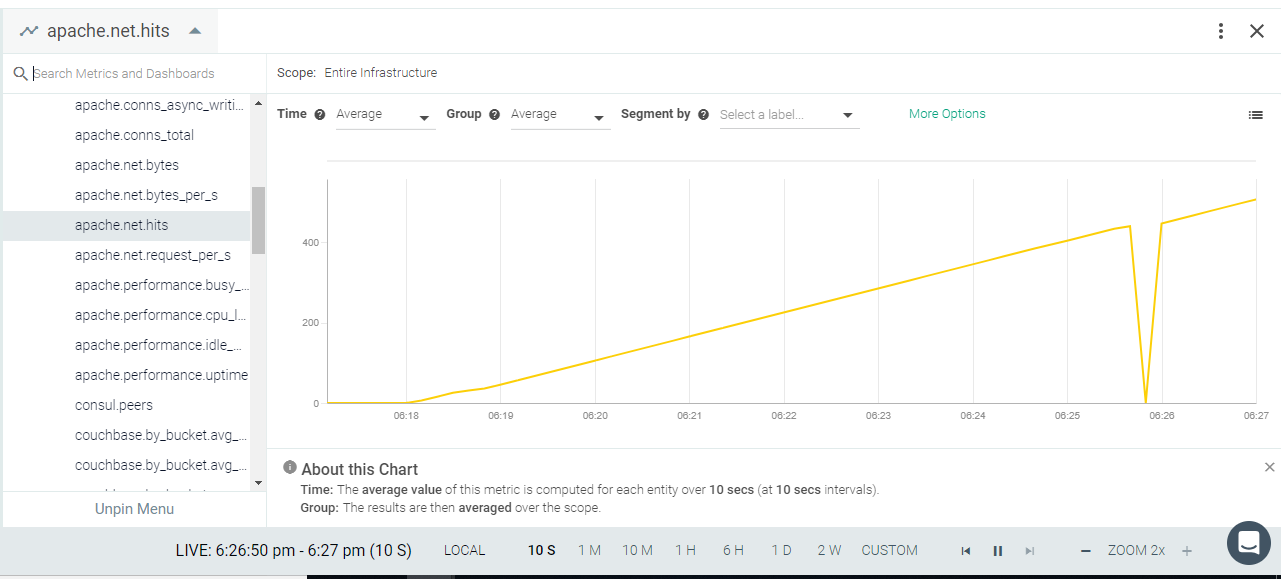 apache.net.hits
Search Metrics and Dashboards
Scope: Entire Infrastructure
apache.conns_async_writi...
apache.conns_total
apache.net.bytes
apache.net.bytes_per_s
apache.net.hits
apache.net.request_per_s
apache.performance.busy_...
apache.performance.cpu_l...
apache.performance.idle_...
apache.performance.uptime
consul.peers
couchbase.by_bucket.avg_...
couchbase.by_bucket.avg_...
Unpin Menu
Time ? Average Group ? Average Segment by ? Select a label... More Options
400
200
0
06:18 06:19 06:20 06:21 06:22 06:23 06:24 06:25 06:26 06:27
About this Chart
Time: The average value of this metric is computed for each entity over 10 secs (at 10 secs intervals).
Group: The results are then averaged over the scope.
LIVE: 6:26:50 pm - 6:27 pm (10 S) LOCAL 10 S 1 M 10 M 1 H 6 H 1 D 2 W CUSTOM ZOOM 2x